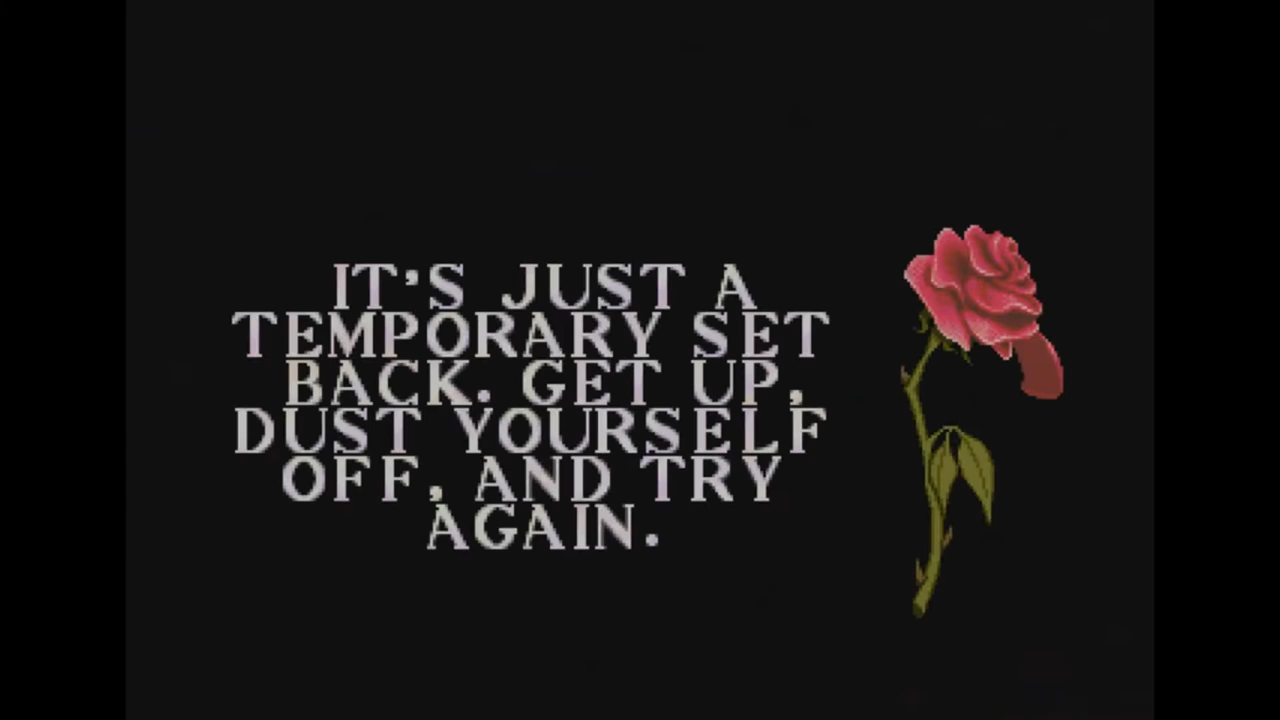 IT'S JUST A
TEMPORARY SET
BACK. GET UP,
DUST YOURSELF
OFF, AND TRY
AGAIN.